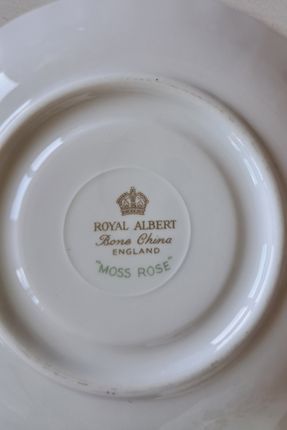 ROYAL ALBERT
Bone China
ENGLAND
"MOSS ROSE"